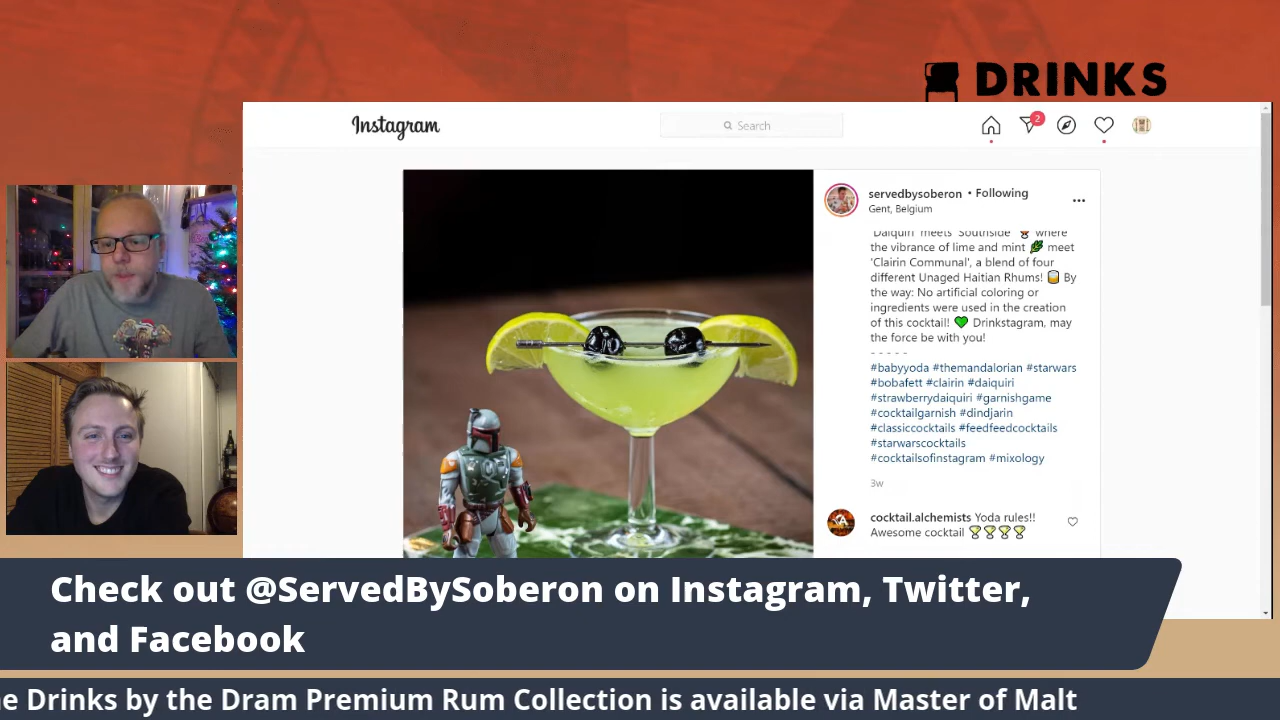 DRINKS
Instagram
Search
2
servedbysoberon • Following
Gent, Belgium
'Daiquiri' meets 'Southside' where
the vibrance of lime and mint meet
'Clairin Communal', a blend of four
different Unaged Haitian Rhums! By
the way: No artificial coloring or
ingredients were used in the creation
of this cocktail! Drinkstagram, may
the force be with you!
- - - - -
#babyyoda #themandalorian #starwars
#bobafett #clairin #daiquiri
#strawberrydaiquiri #garnishgame
#cocktailgarnish #dindjarin
#classiccocktails #feedfeedcocktails
#starwarscocktails
#cocktailsofinstagram #mixology
3w
cocktail.alchemists Yoda rules!!
Awesome cocktail
Check out @ServedBySoberon on Instagram, Twitter,
and Facebook
e Drinks by the Dram Premium Rum Collection is available via Master of Malt